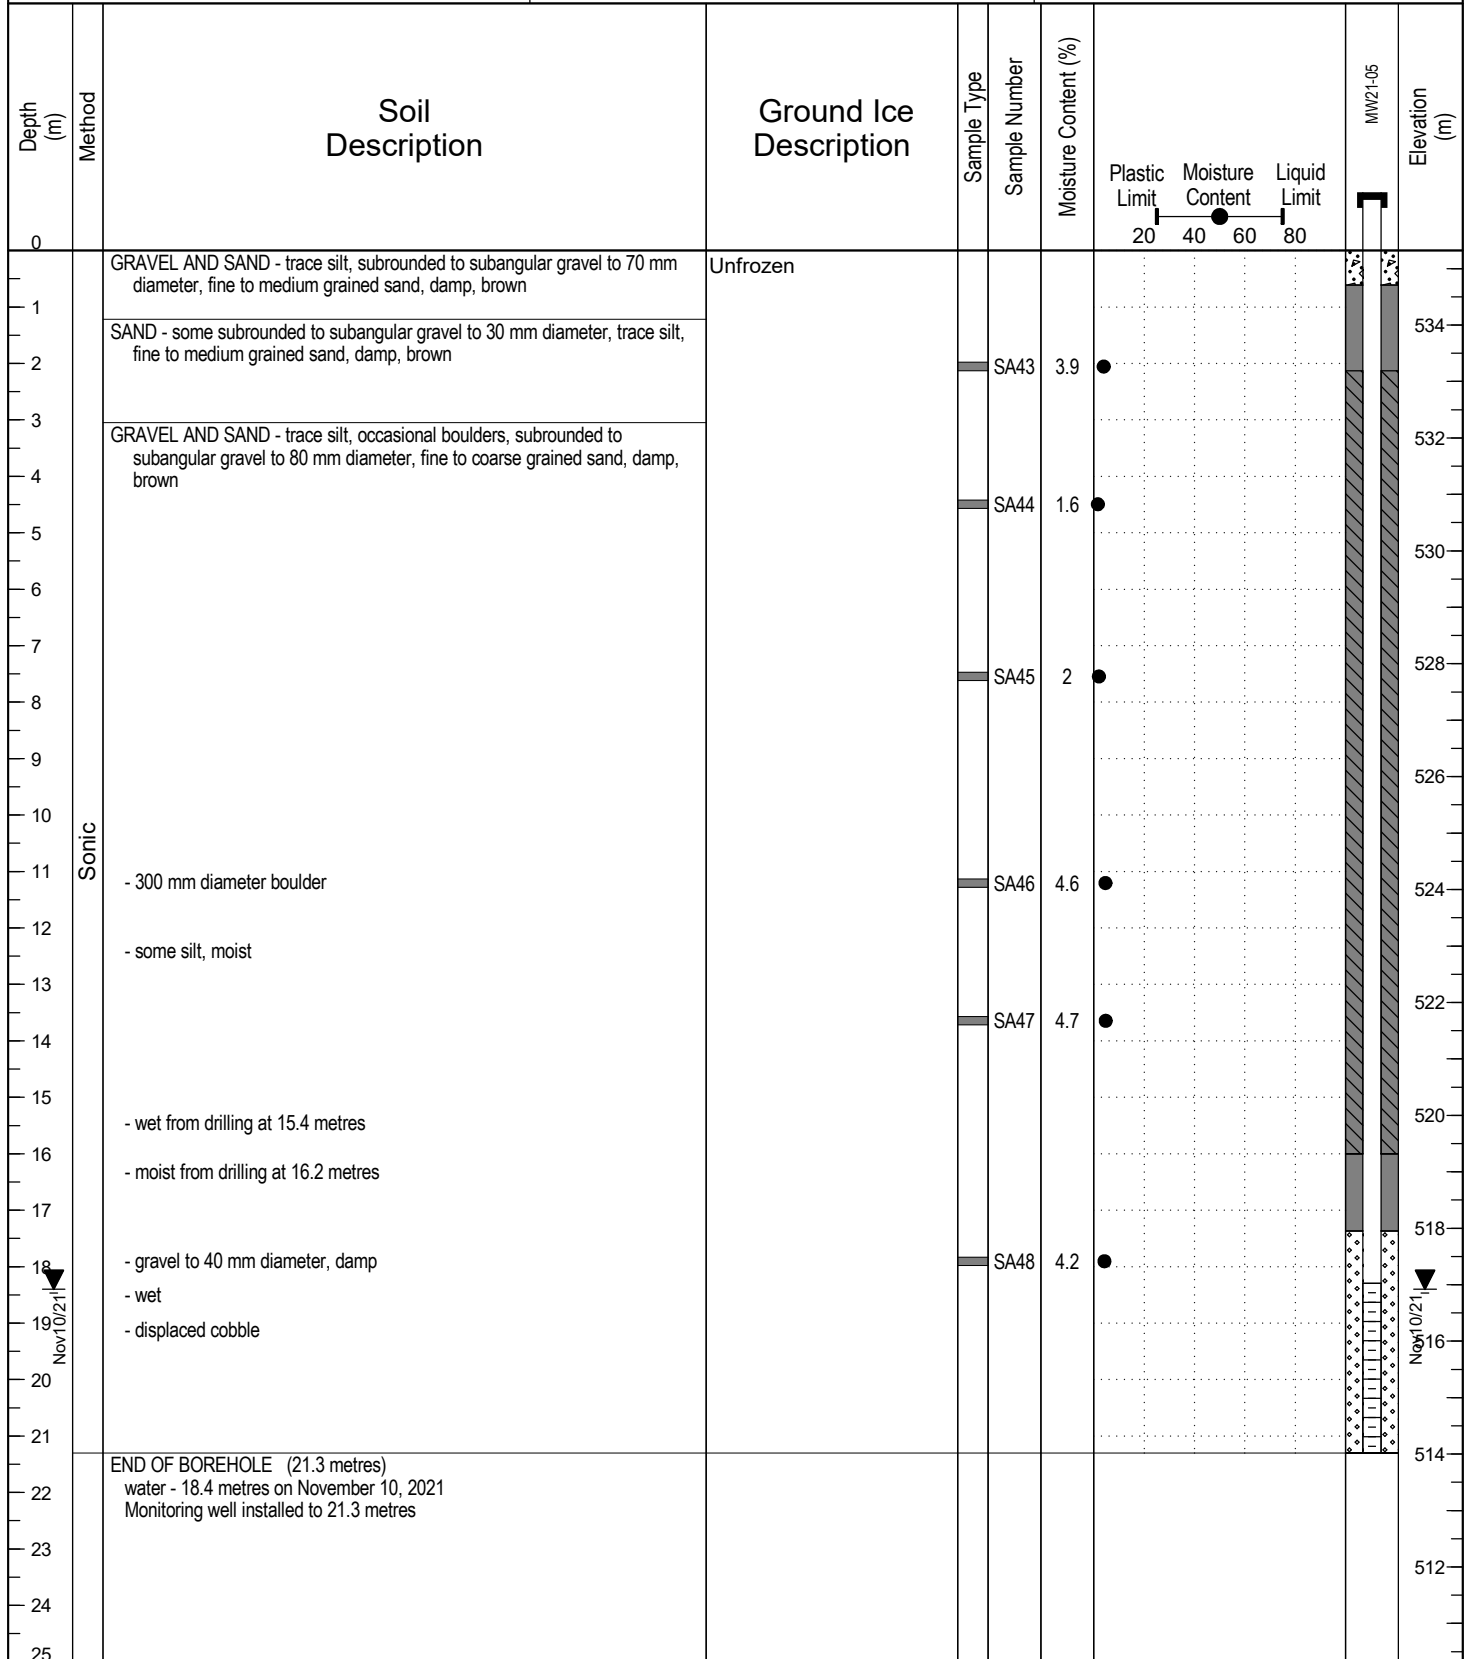 Depth
(m)
Method
Soil
Description
Ground Ice
Description
Sample Type
Sample Number
Moisture Content (%)
Plastic Moisture Liquid
Limit Content Limit
20 40 60 80
MW21-05
Elevation
(m)
0
GRAVEL AND SAND - trace silt, subrounded to subangular gravel to 70 mm
diameter, fine to medium grained sand, damp, brown
Unfrozen
1
SAND - some subrounded to subangular gravel to 30 mm diameter, trace silt,
fine to medium grained sand, damp, brown
534
2
SA43 3.9
3
GRAVEL AND SAND - trace silt, occasional boulders, subrounded to
subangular gravel to 80 mm diameter, fine to coarse grained sand, damp,
brown
532
4
SA44 1.6
5
530
6
7
528
SA45 2
8
9
526
10
Sonic
11
- 300 mm diameter boulder
SA46 4.6
524
12
- some silt, moist
13
522
SA47 4.7
14
15
- wet from drilling at 15.4 metres
520
16
- moist from drilling at 16.2 metres
17
518
- gravel to 40 mm diameter, damp
SA48 4.2
18
- wet
Nov10/21
19
- displaced cobble
Nov10/21
516
20
21
514
END OF BOREHOLE (21.3 metres)
water - 18.4 metres on November 10, 2021
Monitoring well installed to 21.3 metres
22
23
512
24
25